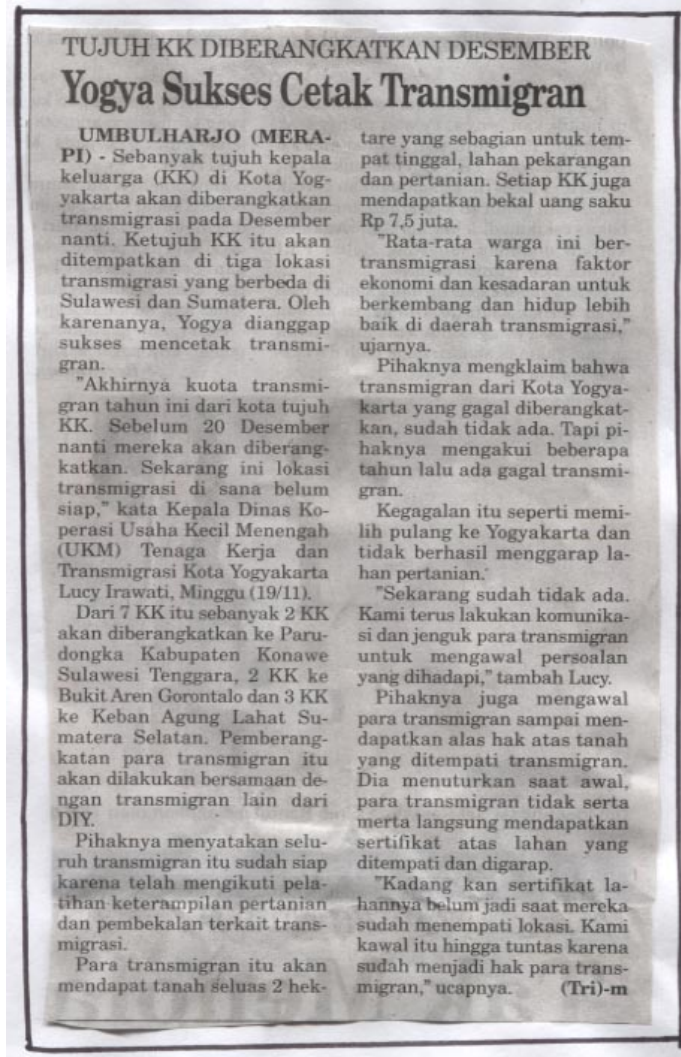 TUJUH KK DIBERANGKATKAN DESEMBER
Yogya Sukses Cetak Transmigran
UMBULHARJO (MERA-
PI) - Sebanyak tujuh kepala
keluarga (KK) di Kota Yog-
yakarta akan diberangkatkan
transmigrasi pada Desember
nanti. Ketujuh KK itu akan
ditempatkan di tiga lokasi
transmigrasi yang berbeda di
Sulawesi dan Sumatera. Oleh
karenanya, Yogya dianggap
sukses mencetak transmi-
gran.
"Akhirnya kuota transmi-
gran tahun ini dari kota tujuh
KK. Sebelum 20 Desember
nanti mereka akan diberang-
katkan. Sekarang ini lokasi
transmigrasi di sana belum
siap," kata Kepala Dinas Ko-
perasi Usaha Kecil Menengah
(UKM) Tenaga Kerja dan
Transmigrasi Kota Yogyakarta
Lucy Irawati, Minggu (19/11).
Dari 7 KK itu sebanyak 2 KK
akan diberangkatkan ke Paru-
dongka Kabupaten Konawe
Sulawesi Tenggara, 2 KK ke
Bukit Aren Gorontalo dan 3 KK
ke Keban Agung Lahat Su-
matera Selatan. Pemberang-
katan para transmigran itu
akan dilakukan bersamaan de-
ngan transmigran lain dari
DIY.
Pihaknya menyatakan selu-
ruh transmigran itu sudah siap
karena telah mengikuti pela-
tihan keterampilan pertanian
dan pembekalan terkait trans-
migrasi.
Para transmigran itu akan
mendapat tanah seluas 2 hek-
tare yang sebagian untuk tem-
pat tinggal, lahan pekarangan
dan pertanian. Setiap KK juga
mendapatkan bekal uang saku
Rp 7,5 juta.
"Rata-rata warga ini ber-
transmigrasi karena faktor
ekonomi dan kesadaran untuk
berkembang dan hidup lebih
baik di daerah transmigrasi,"
ujarnya.
Pihaknya mengklaim bahwa
transmigran dari Kota Yogya-
karta yang gagal diberangkat-
kan, sudah tidak ada. Tapi pi-
haknya mengakui beberapa
tahun lalu ada gagal transmi-
gran.
Kegagalan itu seperti memi-
lih pulang ke Yogyakarta dan
tidak berhasil menggarap la-
han pertanian.
"Sekarang sudah tidak ada.
Kami terus lakukan komunika-
si dan jenguk para transmigran
untuk mengawal persoalan
yang dihadapi," tambah Lucy.
Pihaknya juga mengawal
para transmigran sampai men-
dapatkan alas hak atas tanah
yang ditempati transmigran.
Dia menuturkan saat awal,
para transmigran tidak serta
merta langsung mendapatkan
sertifikat atas lahan yang
ditempati dan digarap.
"Kadang kan sertifikat la-
hannya belum jadi saat mereka
sudah menempati lokasi. Kami
kawal itu hingga tuntas karena
sudah menjadi hak para trans-
migran," ucapnya. (Tri)-m